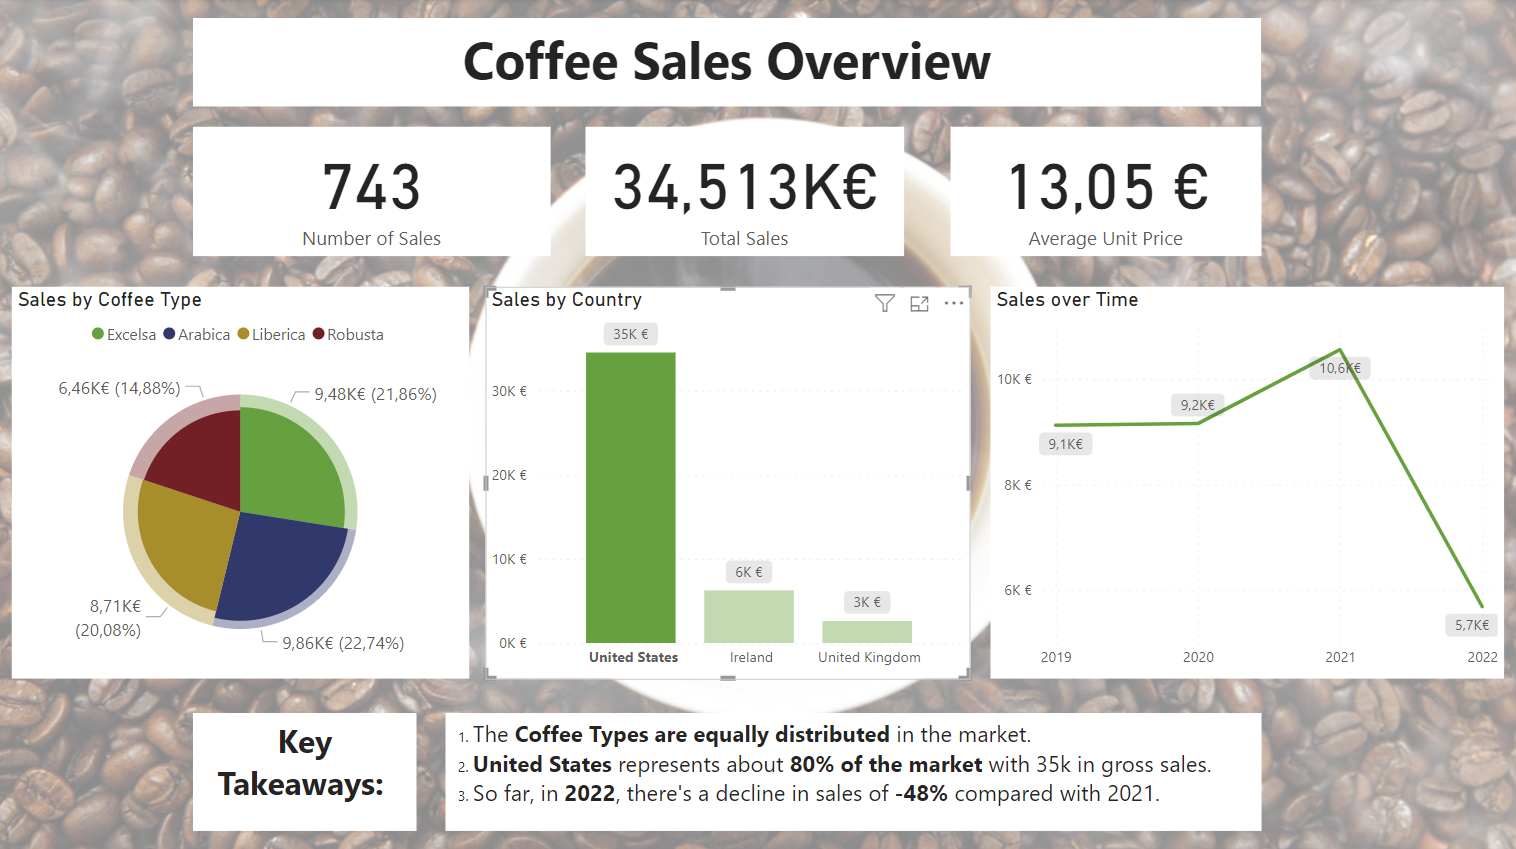 Coffee Sales Overview
743
Number of Sales
34,513K€
Total Sales
13,05 €
Average Unit Price
Sales by Coffee Type
Excelsa Arabica Liberica Robusta
6,46K€ (14,88%)
9,48K€ (21,86%)
8,71K€
(20,08%)
9,86K€ (22,74%)
Sales by Country
35K €
30K €
20K €
10K €
0K €
6K €
3K €
United States Ireland United Kingdom
Sales over Time
10K €
8K €
6K €
9,1K€
9,2K€
10,6K€
5,7K€
2019 2020 2021 2022
Key
Takeaways:
1. The Coffee Types are equally distributed in the market.
2. United States represents about 80% of the market with 35k in gross sales.
3. So far, in 2022, there's a decline in sales of -48% compared with 2021.